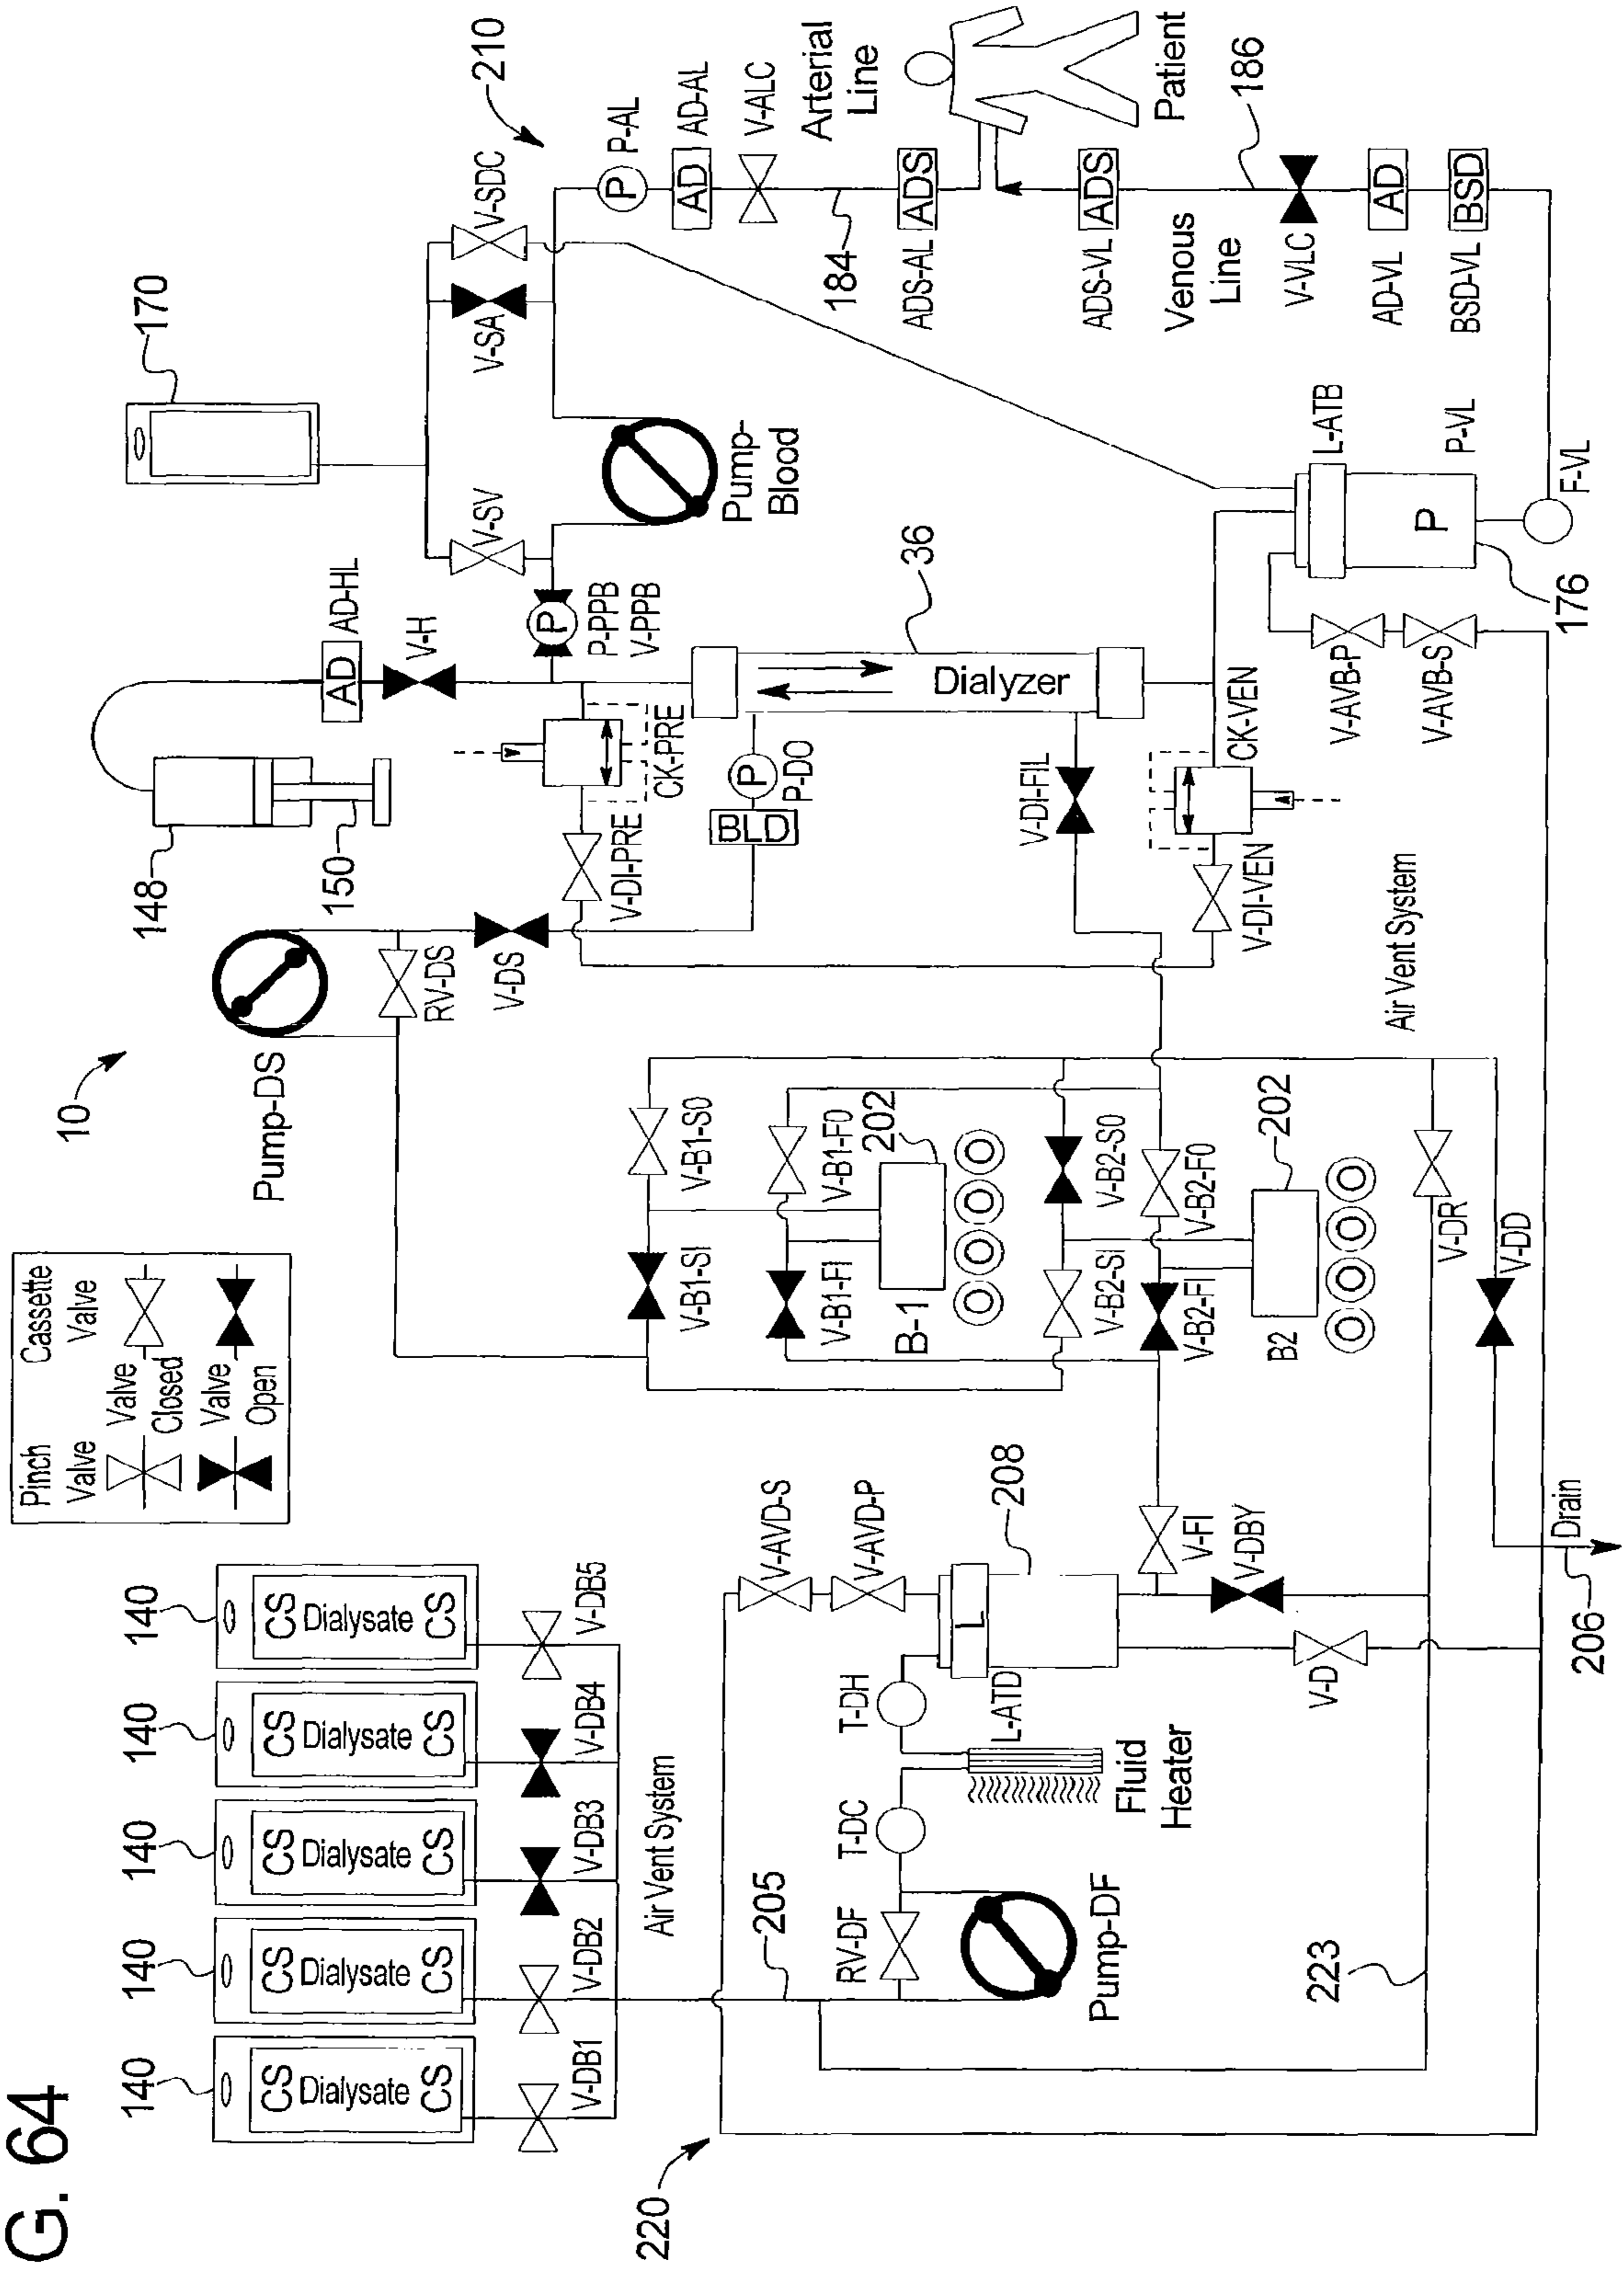 G. 64
10
Pinch Valve
Cassette Valve
Valve Closed
Valve Open
140
140
140
140
140
CS Dialysate CS
CS Dialysate CS
CS Dialysate CS
CS Dialysate CS
CS Dialysate CS
V-DB1
V-DB2
V-DB3
V-DB4
V-DB5
Air Vent System
205
220
223
RV-DF
Pump-DF
T-DC
T-DH
Fluid Heater
L-ATD
L
208
V-AVD-S
V-AVD-P
V-FI
V-DBY
V-D
Drain
206
Pump-DS
RV-DS
V-DS
V-B1-SI
V-B1-S0
V-B1-FI
V-B1-F0
B-1
202
V-B2-SI
V-B2-S0
V-B2-FI
V-B2-F0
B2
202
V-DR
V-DD
Air Vent System
148
150
AD
AD-HL
V-H
CK-PRE
V-DI-PRE
BLD
P
P-DO
V-DI-FIL
V-DI-VEN
CK-VEN
Dialyzer
36
P
P-PPB
V-PPB
170
V-SV
V-SA
V-SDC
Pump-Blood
210
P
P-AL
AD
AD-AL
V-ALC
Arterial Line
184
ADS
ADS-AL
Patient
ADS
ADS-VL
Venous Line
186
V-VLC
AD
AD-VL
BSD
BSD-VL
L-ATB
P-VL
P
F-VL
176
V-AVB-P
V-AVB-S